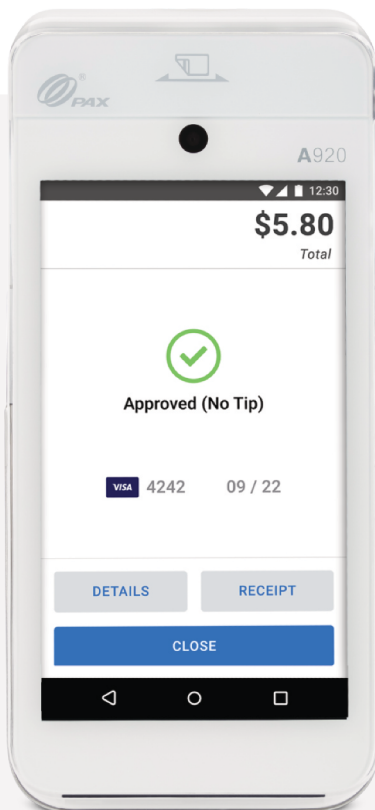 PAX®
A920
12:30
$5.80
Total
Approved (No Tip)
VISA 4242 09 / 22
DETAILS RECEIPT
CLOSE